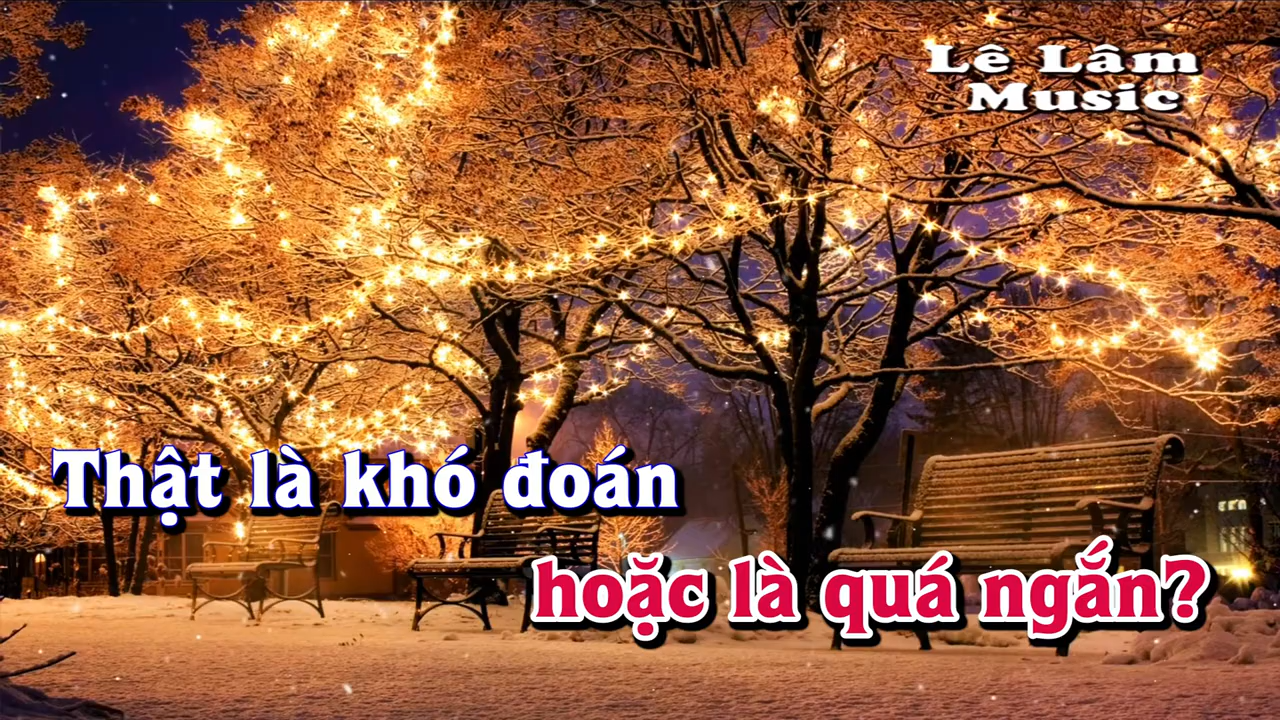 Lê Lâm
Music
Thật là khó đoán
hoặc là quá ngắn?